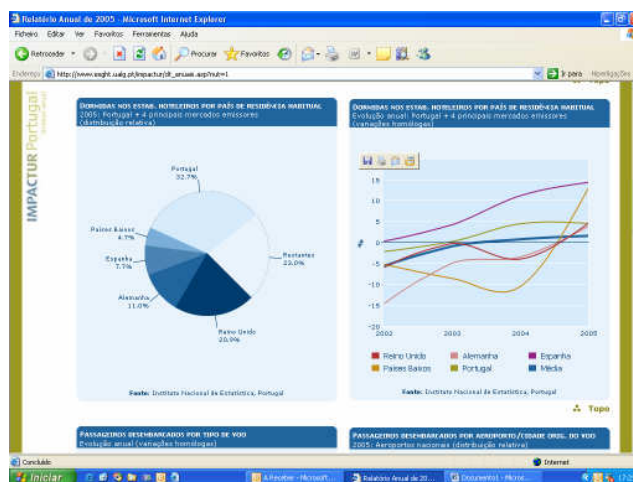 Relatório Anual de 2005 - Microsoft Internet Explorer
Ficheiro Editar Ver Favoritos Ferramentas Ajuda
Retroceder Procurar Favoritos
Endereço Ir para Hiperligações
Topo
IMPACTUR Portugal
DORMIDAS NOS ESTAB. HOTELEIROS POR PAÍS DE RESIDÊNCIA HABITUAL
2005: Portugal + 4 principais mercados emissores
(distribuição relativa)
Portugal
32.7%
Países Baixos
4.7%
Espanha
7.7%
Alemanha
11.0%
Restantes
23.0%
Reino Unido
20.9%
Fonte: Instituto Nacional de Estatística, Portugal
DORMIDAS NOS ESTAB. HOTELEIROS POR PAÍS DE RESIDÊNCIA HABITUAL
Evolução anual: Portugal + 4 principais mercados emissores
(variações homólogas)
15
10
5
0
-5
-10
-15
-20
%
2002 2003 2004 2005
Reino Unido Alemanha Espanha
Países Baixos Portugal Média
Fonte: Instituto Nacional de Estatística, Portugal
Topo
PASSAGEIROS DESEMBARCADOS POR TIPO DE VOO
Evolução anual (variações homólogas)
PASSAGEIROS DESEMBARCADOS POR AEROPORTO/CIDADE ORIG. DO VOO
2005: Aeroportos nacionais (distribuição relativa)
Concluído Internet
Iniciar A Receber - Microsoft... Relatório Anual de 20... Documento1 - Micros...